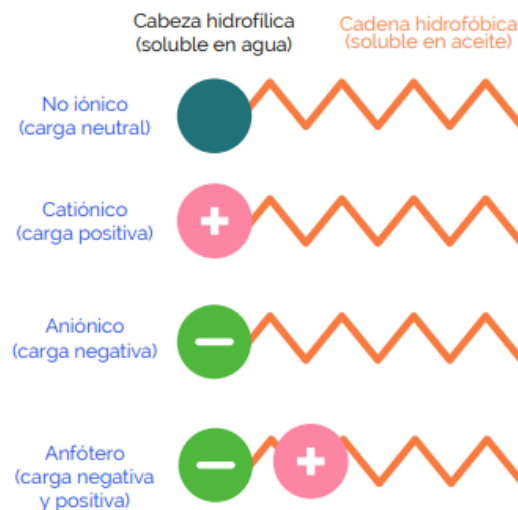 Cabeza hidrofílica
(soluble en agua)
Cadena hidrofóbica
(soluble en aceite)
No iónico
(carga neutral)
Catiónico
(carga positiva)
+
Aniónico
(carga negativa)
−
Anfótero
(carga negativa
y positiva)
− +